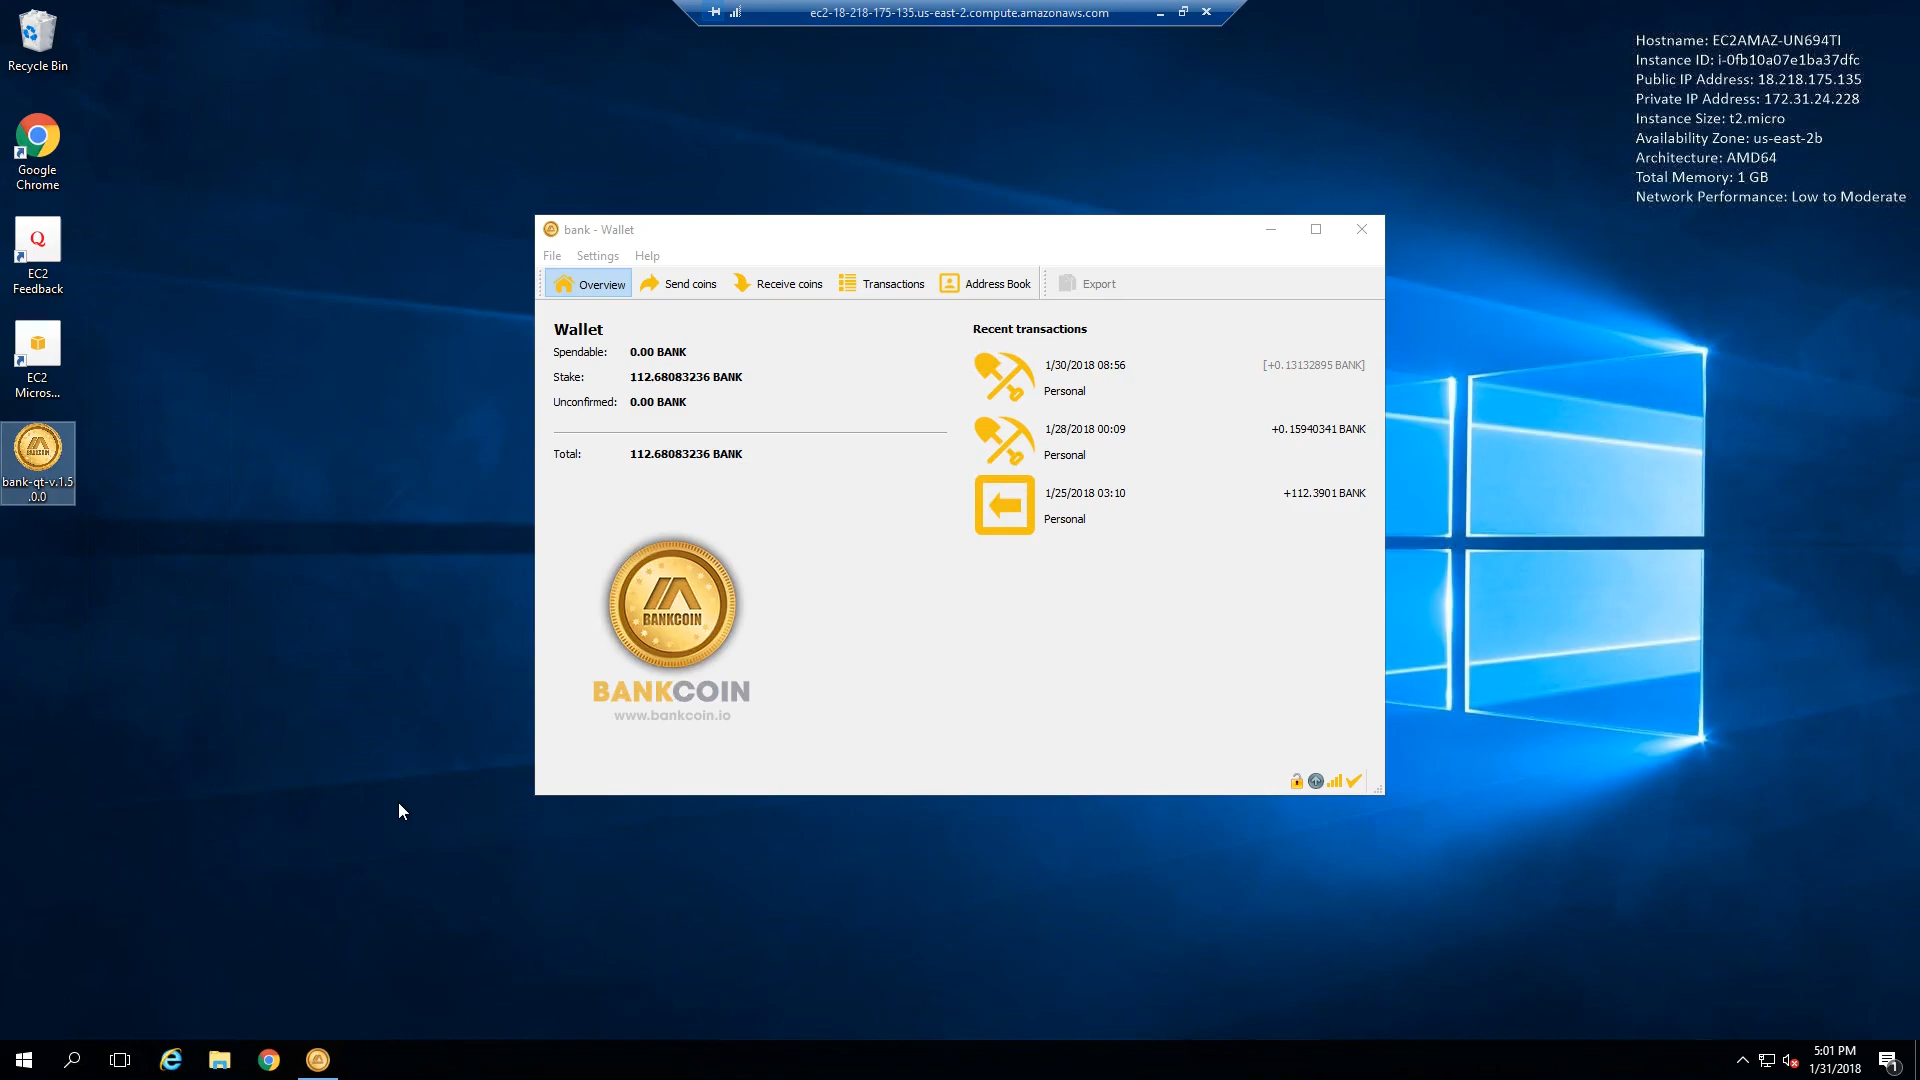 ec2-18-218-175-135.us-east-2.compute.amazonaws.com
Hostname: EC2AMAZ-UN694TI
Instance ID: i-0fb10a07e1ba37dfc
Public IP Address: 18.218.175.135
Private IP Address: 172.31.24.228
Instance Size: t2.micro
Availability Zone: us-east-2b
Architecture: AMD64
Total Memory: 1 GB
Network Performance: Low to Moderate
Recycle Bin
Google
Chrome
EC2
Feedback
EC2
Micros...
bank-qt-v.1.5
.0.0
bank - Wallet
File Settings Help
Overview Send coins Receive coins Transactions Address Book Export
Wallet
Spendable: 0.00 BANK
Stake: 112.68083236 BANK
Unconfirmed: 0.00 BANK
Total: 112.68083236 BANK
Recent transactions
1/30/2018 08:56 [+0.13132895 BANK]
Personal
1/28/2018 00:09 +0.15940341 BANK
Personal
1/25/2018 03:10 +112.3901 BANK
Personal
BANKCOIN
BANKCOIN
www.bankcoin.io
5:01 PM
1/31/2018
1